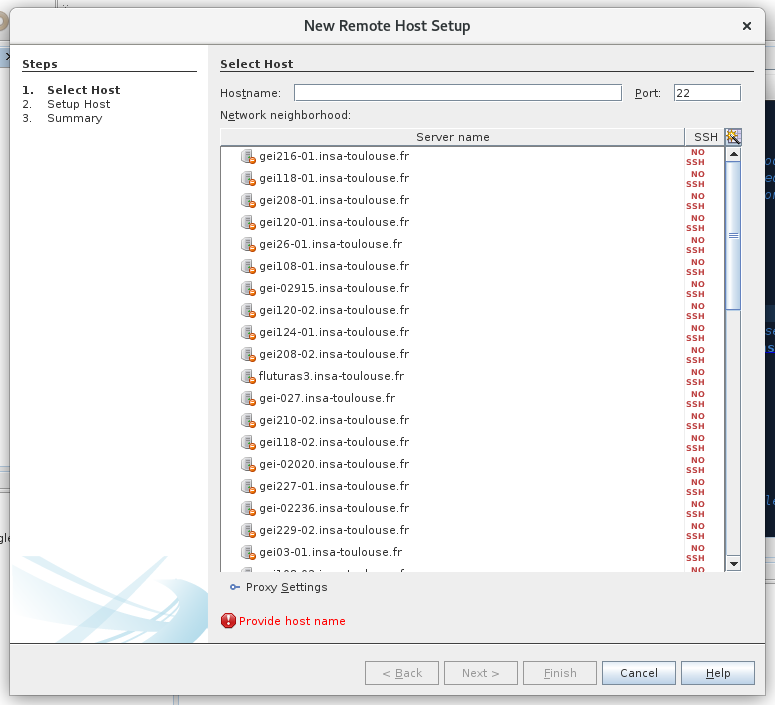 New Remote Host Setup
Steps
1. Select Host
2. Setup Host
3. Summary
Select Host
Hostname: Port: 22
Network neighborhood:
Server name SSH
gei216-01.insa-toulouse.fr NO SSH
gei118-01.insa-toulouse.fr NO SSH
gei208-01.insa-toulouse.fr NO SSH
gei120-01.insa-toulouse.fr NO SSH
gei26-01.insa-toulouse.fr NO SSH
gei108-01.insa-toulouse.fr NO SSH
gei-02915.insa-toulouse.fr NO SSH
gei120-02.insa-toulouse.fr NO SSH
gei124-01.insa-toulouse.fr NO SSH
gei208-02.insa-toulouse.fr NO SSH
fluturas3.insa-toulouse.fr NO SSH
gei-027.insa-toulouse.fr NO SSH
gei210-02.insa-toulouse.fr NO SSH
gei118-02.insa-toulouse.fr NO SSH
gei-02020.insa-toulouse.fr NO SSH
gei227-01.insa-toulouse.fr NO SSH
gei-02236.insa-toulouse.fr NO SSH
gei229-02.insa-toulouse.fr NO SSH
gei03-01.insa-toulouse.fr NO SSH
NO
Proxy Settings
Provide host name
< Back Next > Finish Cancel Help